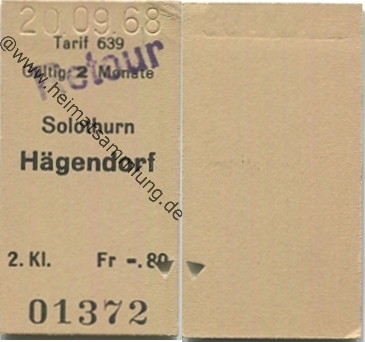 20.09.68
Tarif 639
Retour
Gültig 2 Monate
Solothurn
Hägendorf
2. Kl. Fr -.80
01372
@www.heimatsammlung.de